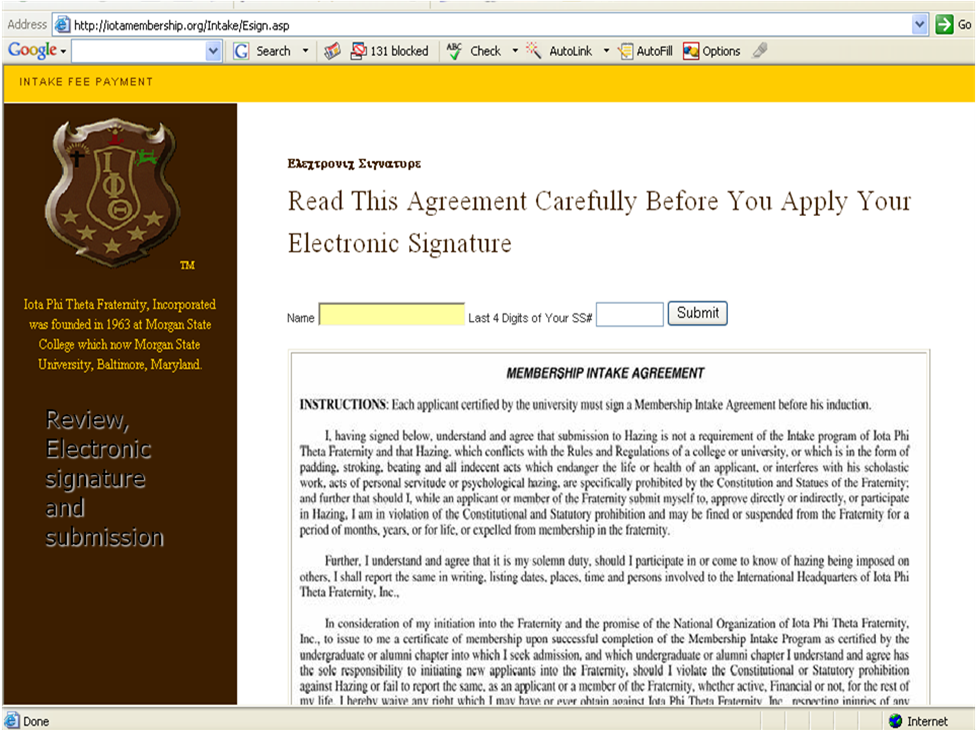 Address http://iotamembership.org/Intake/Esign.asp Go
Google Search 131 blocked ABC Check AutoLink AutoFill Options
INTAKE FEE PAYMENT
Ι
Φ
Θ
TM
Iota Phi Theta Fraternity, Incorporated
was founded in 1963 at Morgan State
College which now Morgan State
University, Baltimore, Maryland.
Review,
Electronic
signature
and
submission
Ελεχτρονιχ Σιγνατυρε
Read This Agreement Carefully Before You Apply Your
Electronic Signature
Name Last 4 Digits of Your SS# Submit
MEMBERSHIP INTAKE AGREEMENT
INSTRUCTIONS: Each applicant certified by the university must sign a Membership Intake Agreement before his induction.
I, having signed below, understand and agree that submission to Hazing is not a requirement of the Intake program of Iota Phi
Theta Fraternity and that Hazing, which conflicts with the Rules and Regulations of a college or university, or which is in the form of
padding, stroking, beating and all indecent acts which endanger the life or health of an applicant, or interferes with his scholastic
work, acts of personal servitude or psychological hazing, are specifically prohibited by the Constitution and Statues of the Fraternity;
and further that should I, while an applicant or member of the Fraternity submit myself to, approve directly or indirectly, or participate
in Hazing, I am in violation of the Constitutional and Statutory prohibition and may be fined or suspended from the Fraternity for a
period of months, years, or for life, or expelled from membership in the fraternity.
Further, I understand and agree that it is my solemn duty, should I participate in or come to know of hazing being imposed on
others, I shall report the same in writing, listing dates, places, time and persons involved to the International Headquarters of Iota Phi
Theta Fraternity, Inc.,
In consideration of my initiation into the Fraternity and the promise of the National Organization of Iota Phi Theta Fraternity,
Inc., to issue to me a certificate of membership upon successful completion of the Membership Intake Program as certified by the
undergraduate or alumni chapter into which I seek admission, and which undergraduate or alumni chapter I understand and agree has
the sole responsibility to initiating new applicants into the Fraternity, should I violate the Constitutional or Statutory prohibition
against Hazing or fail to report the same, as an applicant or a member of the Fraternity, whether active, Financial or not, for the rest of
my life, I hereby waive any right which I may have or ever obtain against Iota Phi Theta Fraternity, Inc. respecting injuries of any
Done Internet